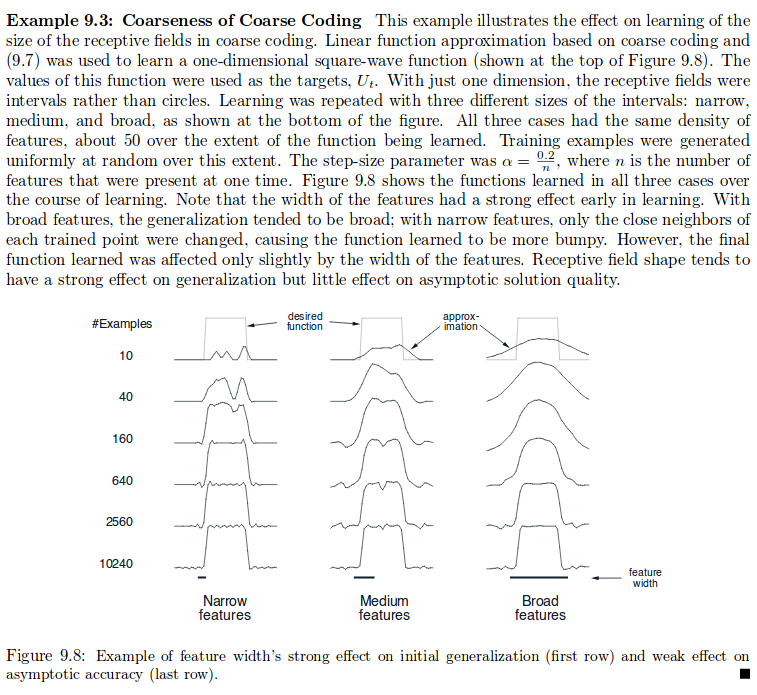 Example 9.3: Coarseness of Coarse Coding This example illustrates the effect on learning of the
size of the receptive fields in coarse coding. Linear function approximation based on coarse coding and
(9.7) was used to learn a one-dimensional square-wave function (shown at the top of Figure 9.8). The
values of this function were used as the targets, Uₜ. With just one dimension, the receptive fields were
intervals rather than circles. Learning was repeated with three different sizes of the intervals: narrow,
medium, and broad, as shown at the bottom of the figure. All three cases had the same density of
features, about 50 over the extent of the function being learned. Training examples were generated
uniformly at random over this extent. The step-size parameter was α = 0.2/n, where n is the number of
features that were present at one time. Figure 9.8 shows the functions learned in all three cases over
the course of learning. Note that the width of the features had a strong effect early in learning. With
broad features, the generalization tended to be broad; with narrow features, only the close neighbors of
each trained point were changed, causing the function learned to be more bumpy. However, the final
function learned was affected only slightly by the width of the features. Receptive field shape tends to
have a strong effect on generalization but little effect on asymptotic solution quality.
#Examples
desired
function
approx-
imation
10
40
160
640
2560
10240
feature
width
Narrow
features
Medium
features
Broad
features
Figure 9.8: Example of feature width's strong effect on initial generalization (first row) and weak effect on
asymptotic accuracy (last row).